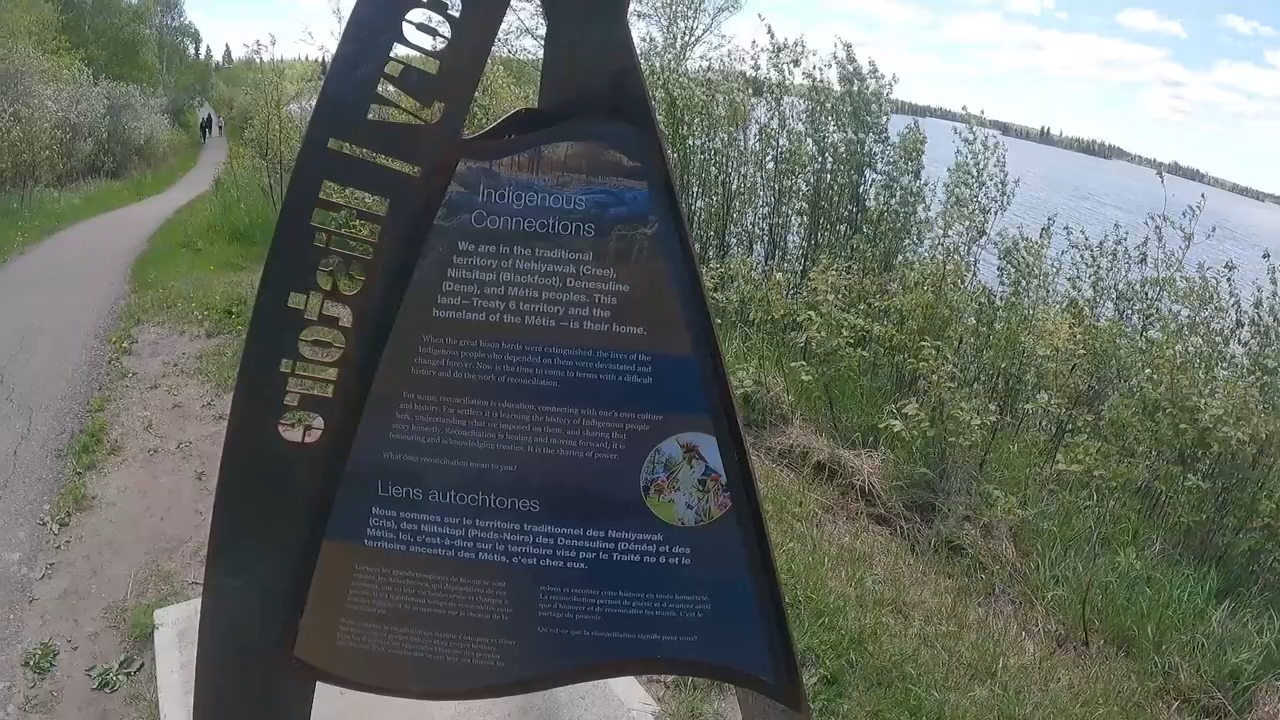 Indigenous
Connections
We are in the traditional
territory of Nehiyawak (Cree),
Niitsitapi (Blackfoot), Denesuline
(Dene), and Métis peoples. This
land—Treaty 6 territory and the
homeland of the Métis —is their home.
When the great bison herds were extinguished, the lives of the
Indigenous people who depended on them were devastated and
changed forever. Now is the time to come to terms with a difficult
history and do the work of reconciliation.
For some, reconciliation is education, connecting with one's own culture
and history. For settlers it is learning the history of Indigenous people
here, understanding what we imposed on them, and sharing that
story honestly. Reconciliation is healing and moving forward, it is
honouring and acknowledging treaties. It is the sharing of power.
What does reconciliation mean to you?
Liens autochtones
Nous sommes sur le territoire traditionnel des Nehiyawak
(Cris), des Niitsitapi (Pieds-Noirs) des Denesuline (Dénés) et des
Métis. Ici, c'est-à-dire sur le territoire visé par le Traité no 6 et le
territoire ancestral des Métis, c'est chez eux.
colons et raconter cette histoire en toute honnêteté.
La réconciliation permet de guérir et d'avancer ainsi
que d'honorer et de reconnaître les traités. C'est le
partage du pouvoir.
Qu'est-ce que la réconciliation signifie pour vous?